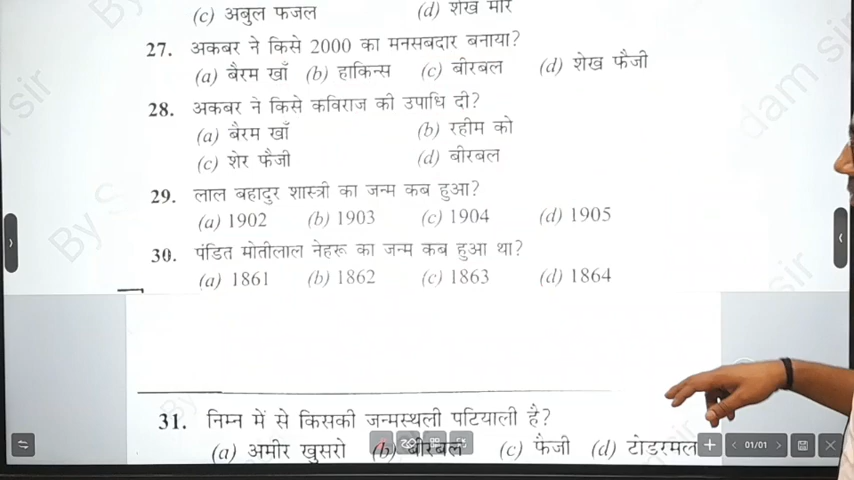 (c) अबुल फजल (d) शेख मीर
27. अकबर ने किसे 2000 का मनसबदार बनाया?
(a) बैरम खाँ (b) हाकिन्स (c) बीरबल (d) शेख फैजी
28. अकबर ने किसे कविराज की उपाधि दी?
(a) बैरम खाँ (b) रहीम को
(c) शेर फैजी (d) बीरबल
29. लाल बहादुर शास्त्री का जन्म कब हुआ?
(a) 1902 (b) 1903 (c) 1904 (d) 1905
30. पंडित मोतीलाल नेहरू का जन्म कब हुआ था?
(a) 1861 (b) 1862 (c) 1863 (d) 1864
31. निम्न में से किसकी जन्मस्थली पटियाली है?
(a) अमीर खुसरो (b) बीरबल (c) फैजी (d) टोडरमल
01/01